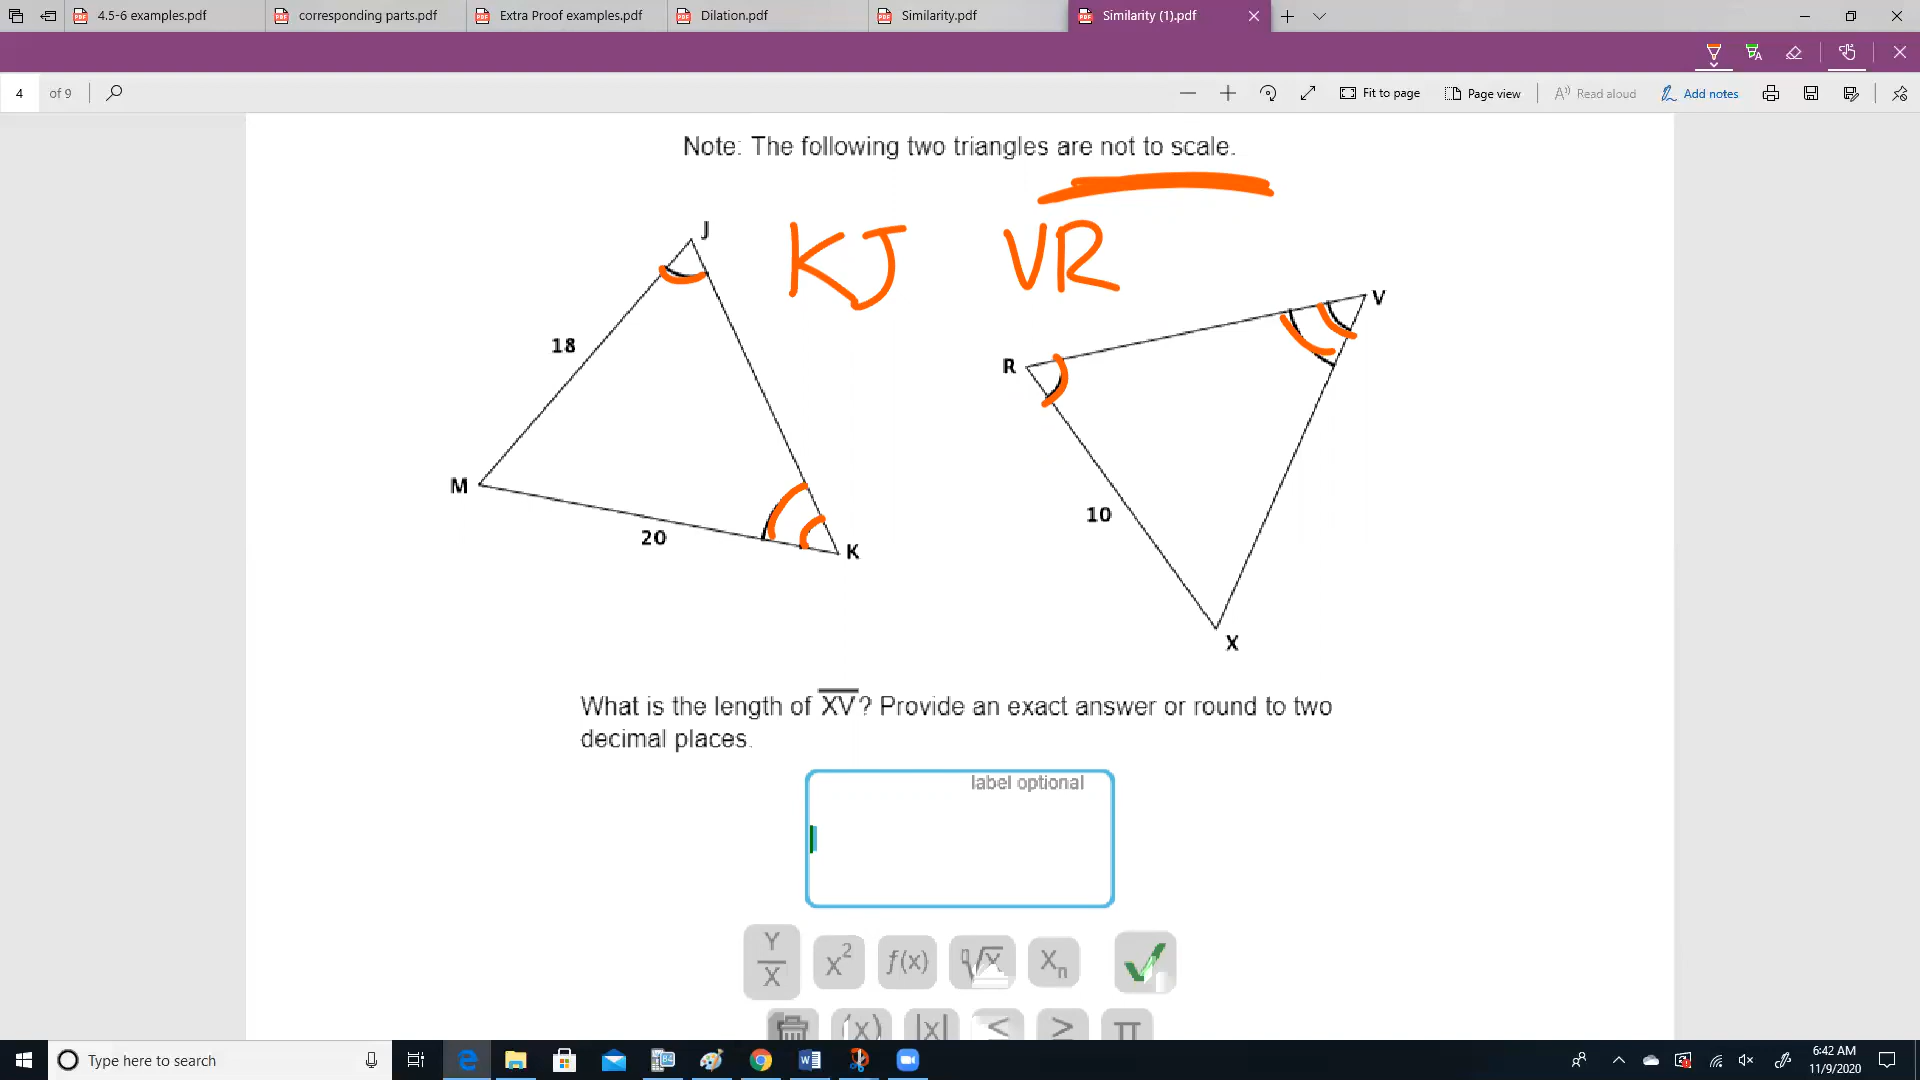 4.5-6 examples.pdf corresponding parts.pdf Extra Proof examples.pdf Dilation.pdf Similarity.pdf Similarity (1).pdf
4 of 9 Fit to page Page view Read aloud Add notes
Note: The following two triangles are not to scale.
KJ VR
J
V
18
R
M
10
20
K
X
What is the length of XV? Provide an exact answer or round to two
decimal places.
label optional
Y/X x² f(x) ⁿ√x Xn
(x) |x| < ≥ π
Type here to search
6:42 AM
11/9/2020